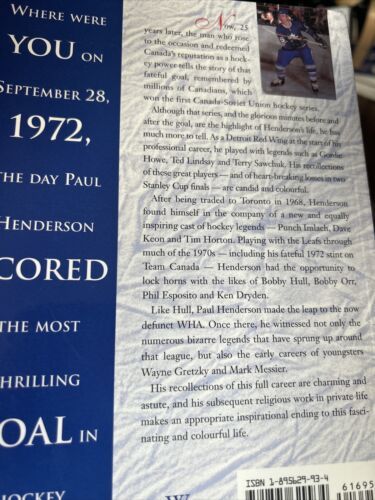 WHERE WERE
YOU ON
SEPTEMBER 28,
1972,
THE DAY PAUL
HENDERSON
CORED
THE MOST
HRILLING
OAL IN
HOCKEY
Now, 25
years later, the man who rose
to the occasion and redeemed
Canada's reputation as a hock-
ey power tells the story of that
fateful goal, remembered by
millions of Canadians, which
won the first Canada-Soviet Union hockey series.
Although that series, and the glorious minutes before and
after the goal, are the highlight of Henderson's life, he has
much more to tell. As a Detroit Red Wing at the start of his
professional career, he played with legends such as Gordie
Howe, Ted Lindsay and Terry Sawchuk. His recollections
of these great players — and of heart-breaking losses in two
Stanley Cup finals — are candid and colourful.
After being traded to Toronto in 1968, Henderson
found himself in the company of a new and equally
inspiring cast of hockey legends — Punch Imlach, Dave
Keon and Tim Horton. Playing with the Leafs through
much of the 1970s – including his fateful 1972 stint on
Team Canada — Henderson had the opportunity to
lock horns with the likes of Bobby Hull, Bobby Orr,
Phil Esposito and Ken Dryden.
Like Hull, Paul Henderson made the leap to the now
defunct WHA. Once there, he witnessed not only the
numerous bizarre legends that have sprung up around
that league, but also the early careers of youngsters
Wayne Gretzky and Mark Messier.
His recollections of this full career are charming and
astute, and his subsequent religious work in private life
makes an appropriate inspirational ending to this fasci-
nating and colourful life.
ISBN 1-895629-93-4
61695